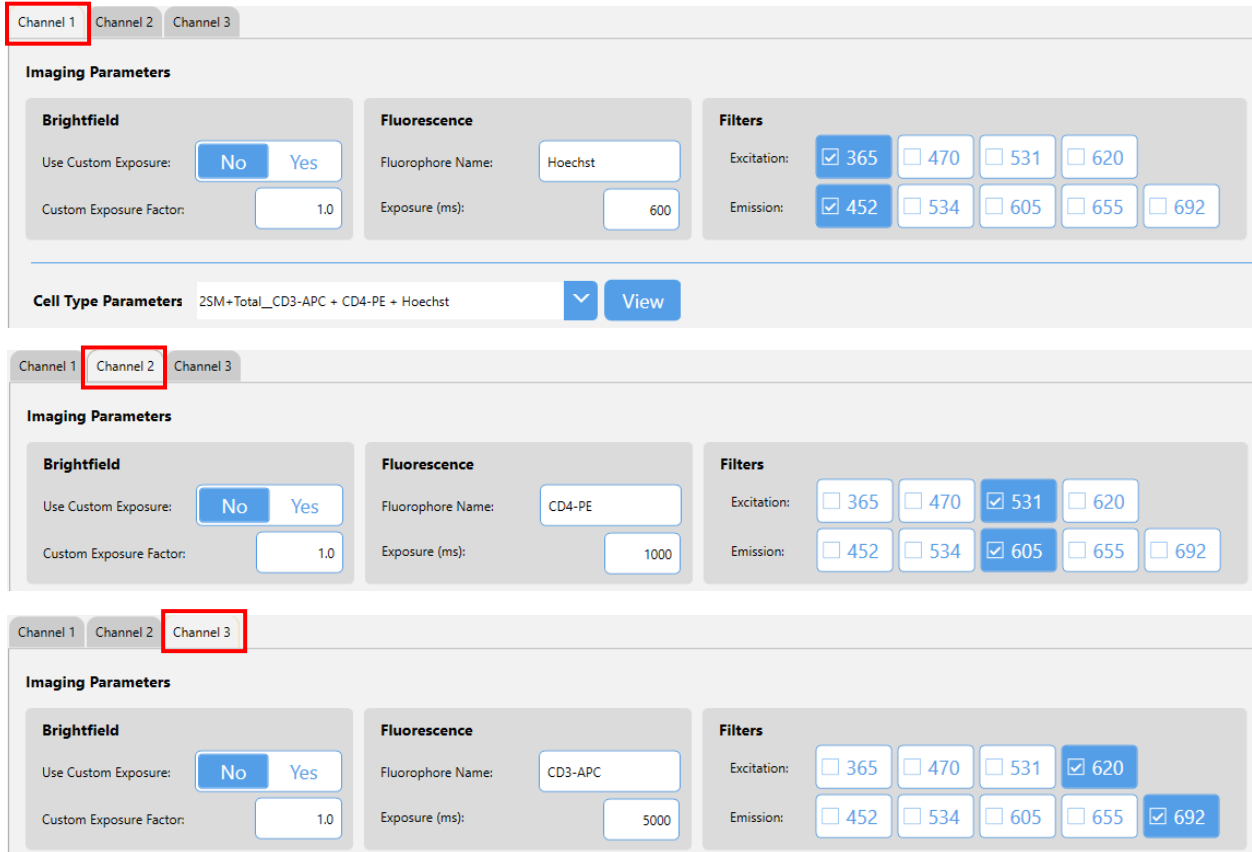 Channel 1 Channel 2 Channel 3
Imaging Parameters
Brightfield Fluorescence Filters
Use Custom Exposure: No Yes Fluorophore Name: Hoechst Excitation: 365 470 531 620
Custom Exposure Factor: 1.0 Exposure (ms): 600 Emission: 452 534 605 655 692
Cell Type Parameters 2SM+Total__CD3-APC + CD4-PE + Hoechst View
Channel 1 Channel 2 Channel 3
Imaging Parameters
Brightfield Fluorescence Filters
Use Custom Exposure: No Yes Fluorophore Name: CD4-PE Excitation: 365 470 531 620
Custom Exposure Factor: 1.0 Exposure (ms): 1000 Emission: 452 534 605 655 692
Channel 1 Channel 2 Channel 3
Imaging Parameters
Brightfield Fluorescence Filters
Use Custom Exposure: No Yes Fluorophore Name: CD3-APC Excitation: 365 470 531 620
Custom Exposure Factor: 1.0 Exposure (ms): 5000 Emission: 452 534 605 655 692